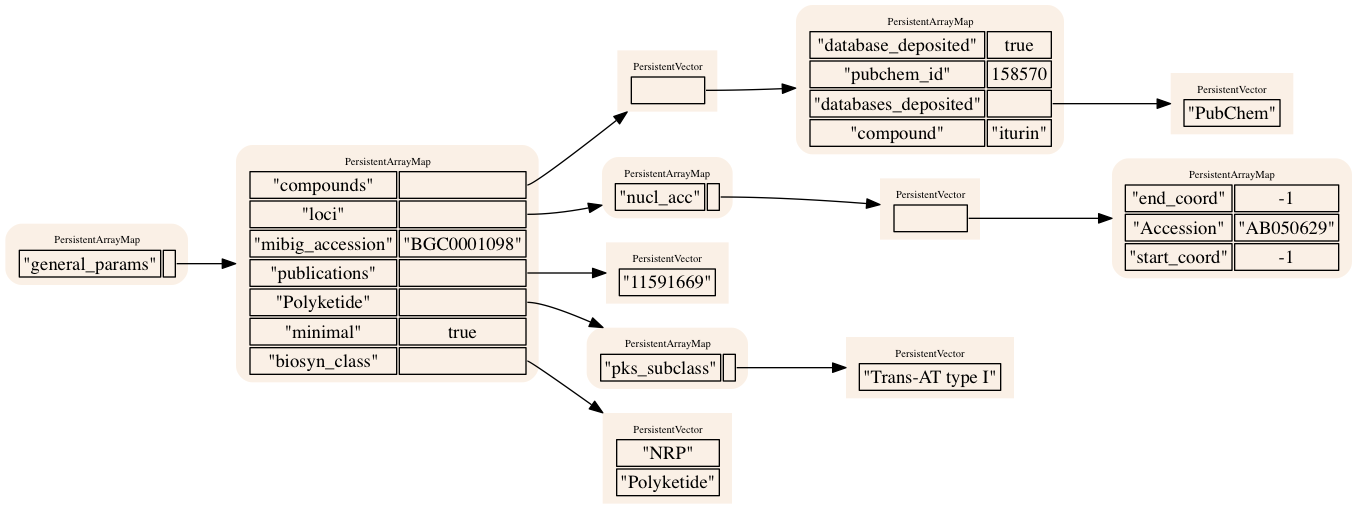 PersistentArrayMap
"general_params"
PersistentArrayMap
"compounds"
"loci"
"mibig_accession" "BGC0001098"
"publications"
"Polyketide"
"minimal" true
"biosyn_class"
PersistentVector
PersistentArrayMap
"database_deposited" true
"pubchem_id" 158570
"databases_deposited"
"compound" "iturin"
PersistentVector
"PubChem"
PersistentArrayMap
"nucl_acc"
PersistentVector
PersistentArrayMap
"end_coord" -1
"Accession" "AB050629"
"start_coord" -1
PersistentVector
"11591669"
PersistentArrayMap
"pks_subclass"
PersistentVector
"Trans-AT type I"
PersistentVector
"NRP"
"Polyketide"